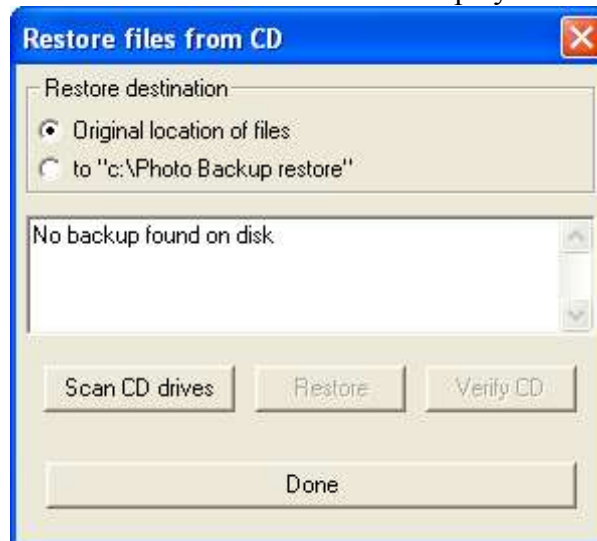 Restore files from CD
Restore destination
Original location of files
to "c:\Photo Backup restore"
No backup found on disk
Scan CD drives Restore Verify CD
Done